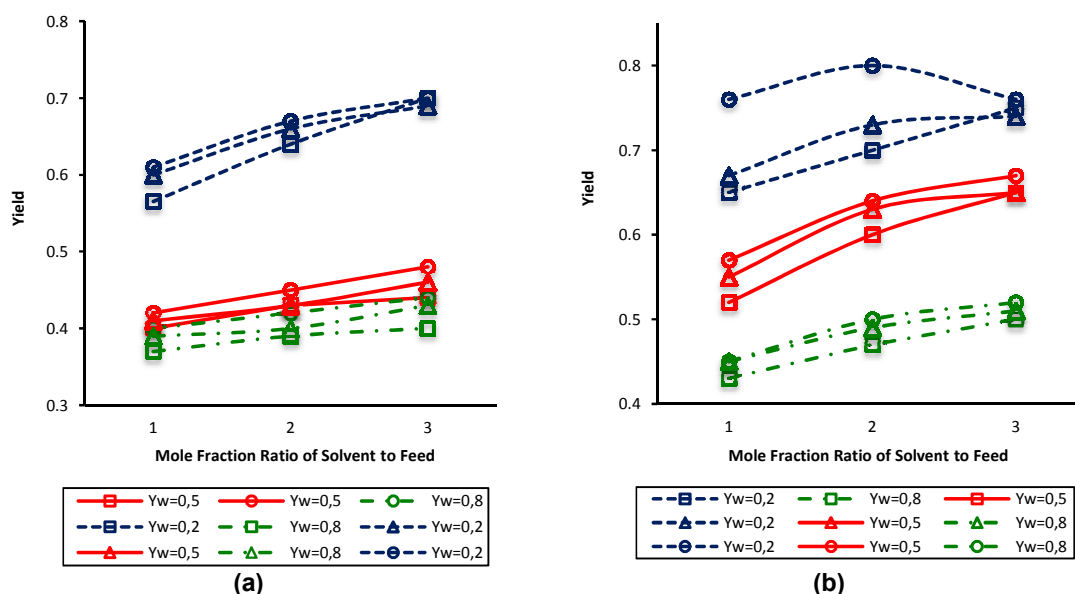 0.8
0.7
0.6
0.5
0.4
0.3
Yield
1 2 3
Mole Fraction Ratio of Solvent to Feed
Yw=0,5 Yw=0,5 Yw=0,8
Yw=0,2 Yw=0,8 Yw=0,2
Yw=0,5 Yw=0,8 Yw=0,2
(a)
0.8
0.7
0.6
0.5
0.4
Yield
1 2 3
Mole Fraction Ratio of Solvent to Feed
Yw=0,2 Yw=0,8 Yw=0,5
Yw=0,2 Yw=0,5 Yw=0,8
Yw=0,2 Yw=0,5 Yw=0,8
(b)